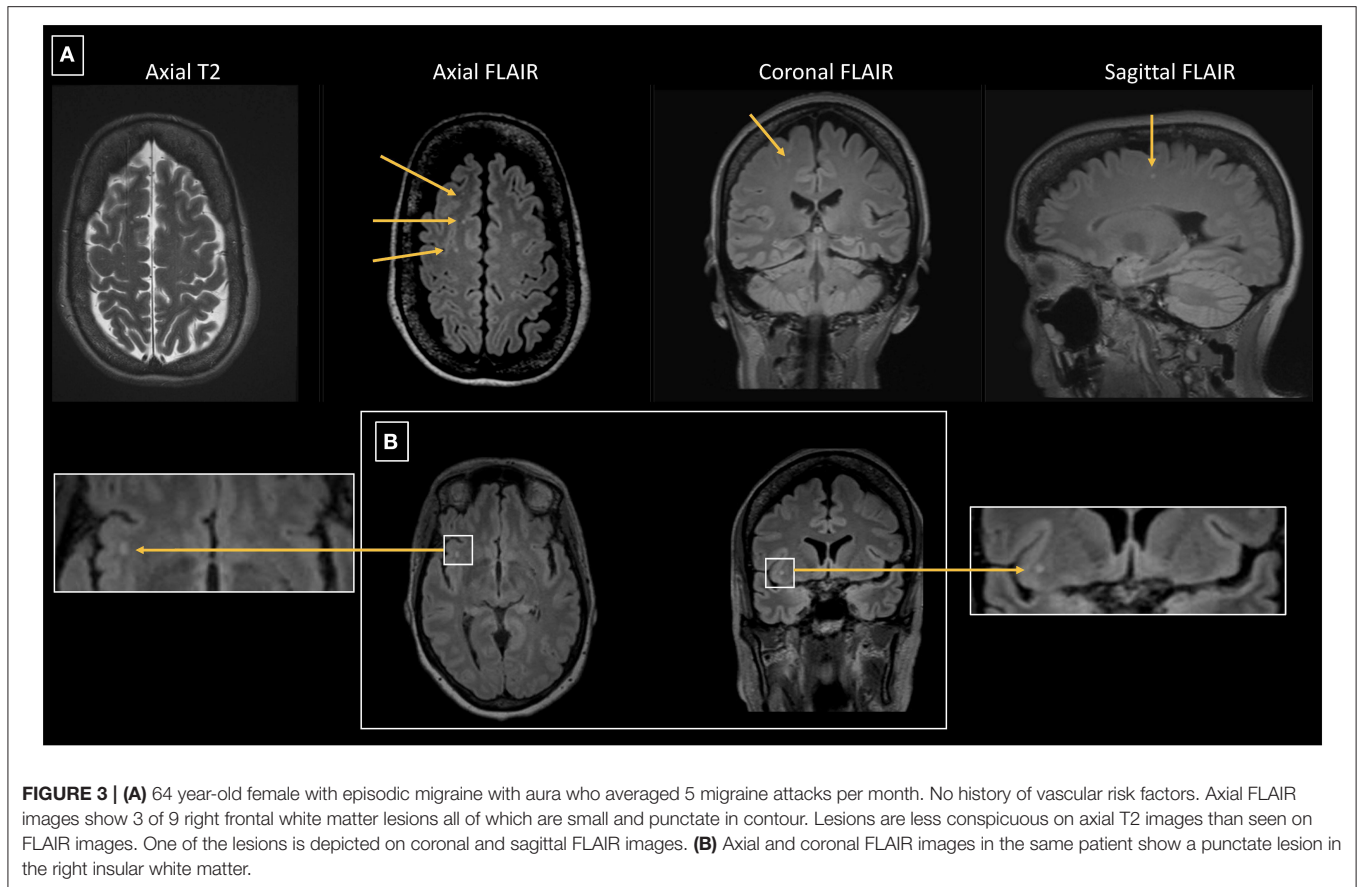 A
Axial T2
Axial FLAIR
Coronal FLAIR
Sagittal FLAIR
B
FIGURE 3 | (A) 64 year-old female with episodic migraine with aura who averaged 5 migraine attacks per month. No history of vascular risk factors. Axial FLAIR
images show 3 of 9 right frontal white matter lesions all of which are small and punctate in contour. Lesions are less conspicuous on axial T2 images than seen on
FLAIR images. One of the lesions is depicted on coronal and sagittal FLAIR images. (B) Axial and coronal FLAIR images in the same patient show a punctate lesion in
the right insular white matter.